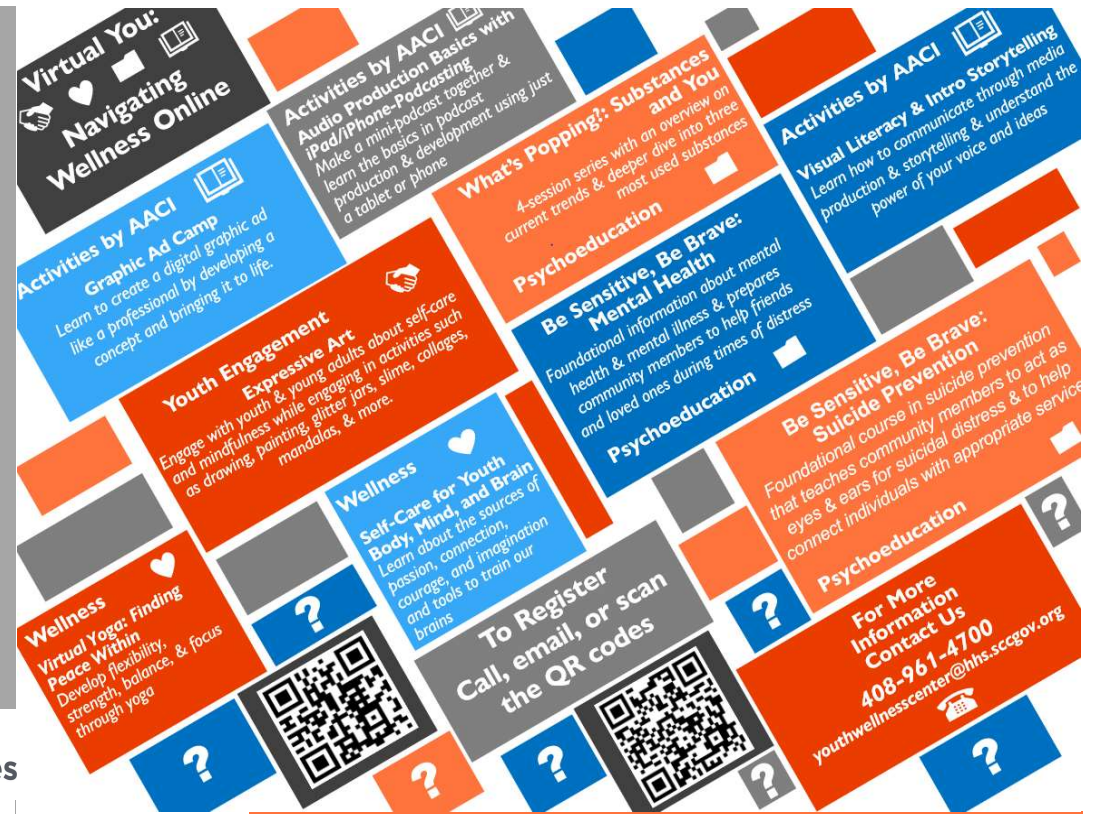 Virtual You:
Navigating
Wellness Online
Activities by AACI
Audio Production Basics with
iPad/iPhone-Podcasting
Make a mini-podcast together &
learn the basics in podcast
production & development using just
a tablet or phone
What's Popping?: Substances
and You
4-session series with an overview on
current trends & deeper dive into three
most used substances
Psychoeducation
Activities by AACI
Visual Literacy & Intro Storytelling
Learn how to communicate through media
production & storytelling & understand the
power of your voice and ideas
Activities by AACI
Graphic Ad Camp
Learn to create a digital graphic ad
like a professional by developing a
concept and bringing it to life.
Youth Engagement
Expressive Art
Engage with youth & young adults about self-care
and mindfulness while engaging in activities such
as drawing, painting, glitter jars, slime, collages,
mandalas, & more.
Be Sensitive, Be Brave:
Mental Health
Foundational information about mental
health & mental illness & prepares
community members to help friends
and loved ones during times of distress
Psychoeducation
Be Sensitive, Be Brave:
Suicide Prevention
Foundational course in suicide prevention
that teaches community members to act as
eyes & ears for suicidal distress & to help
connect individuals with appropriate service
Psychoeducation
Wellness
Self-Care for Youth
Body, Mind, and Brain
Learn about the sources of
passion, connection,
courage, and imagination
and tools to train our
brains
Wellness
Virtual Yoga: Finding
Peace Within
Develop flexibility,
strength, balance, & focus
through yoga
?
To Register
Call, email, or scan
the QR codes
?
?
For More
Information
Contact Us
408-961-4700
youthwellnesscenter@hhs.sccgov.org
?
?
?
?
?
es